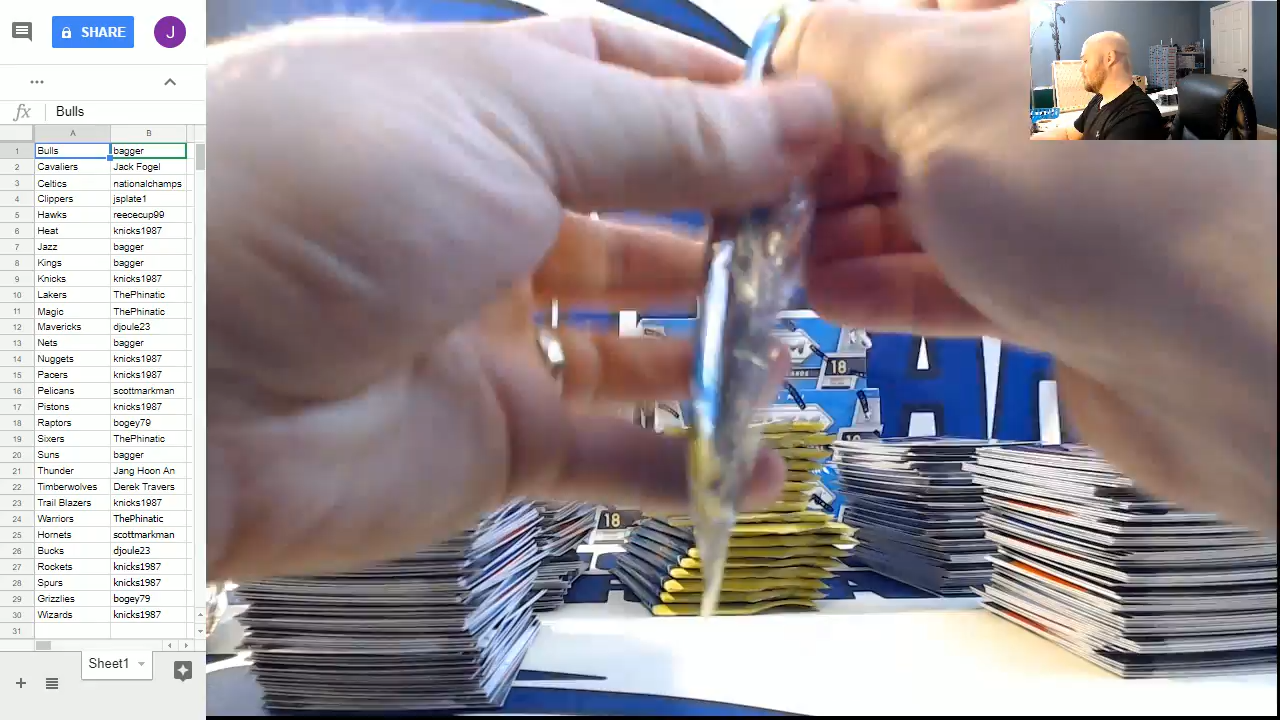 SHARE
J
...
fx Bulls
A B
1 Bulls bagger
2 Cavaliers Jack Fogel
3 Celtics nationalchamps
4 Clippers jsplate1
5 Hawks reececup99
6 Heat knicks1987
7 Jazz bagger
8 Kings bagger
9 Knicks knicks1987
10 Lakers ThePhinatic
11 Magic ThePhinatic
12 Mavericks djoule23
13 Nets bagger
14 Nuggets knicks1987
15 Pacers knicks1987
16 Pelicans scottmarkman
17 Pistons knicks1987
18 Raptors bogey79
19 Sixers ThePhinatic
20 Suns bagger
21 Thunder Jang Hoon An
22 Timberwolves Derek Travers
23 Trail Blazers knicks1987
24 Warriors ThePhinatic
25 Hornets scottmarkman
26 Bucks djoule23
27 Rockets knicks1987
28 Spurs knicks1987
29 Grizzlies bogey79
30 Wizards knicks1987
31
Sheet1
18
18